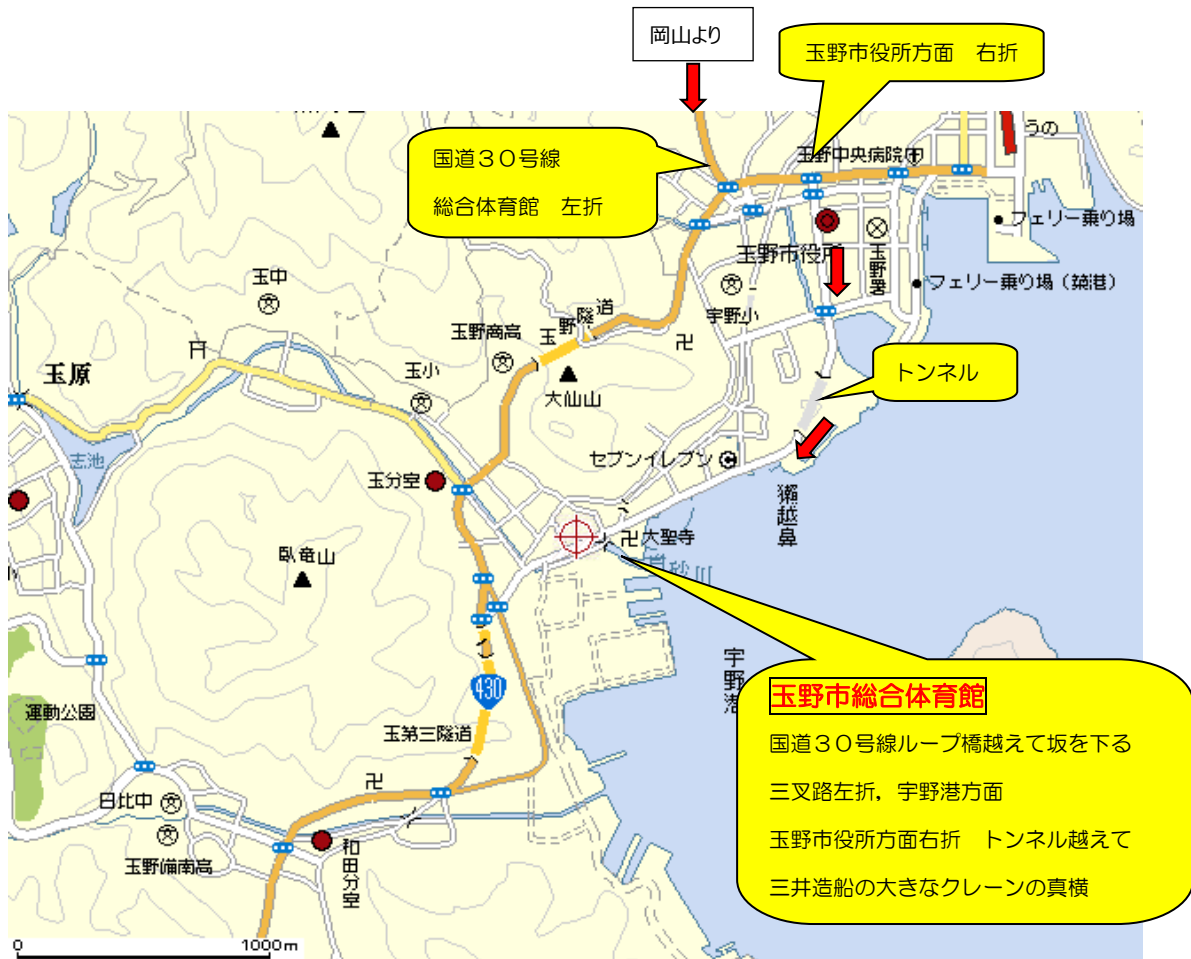 岡山より
玉野市役所方面　右折
国道３０号線
総合体育館　左折
うの
玉野中央病院
フェリー乗り場
玉野市役所
玉野署
フェリー乗り場（築港）
宇野小
玉中
玉野商高
玉野隧道
卍
玉小
大仙山
トンネル
玉原
志池
セブンイレブン
獺越鼻
玉分室
臥竜山
卍大聖寺
白砂川
430
宇野港
運動公園
玉第三隧道
卍
日比中
玉野備南高
和田分室
玉野市総合体育館
国道３０号線ループ橋越えて坂を下る
三叉路左折，宇野港方面
玉野市役所方面右折　トンネル越えて
三井造船の大きなクレーンの真横
0
1000m